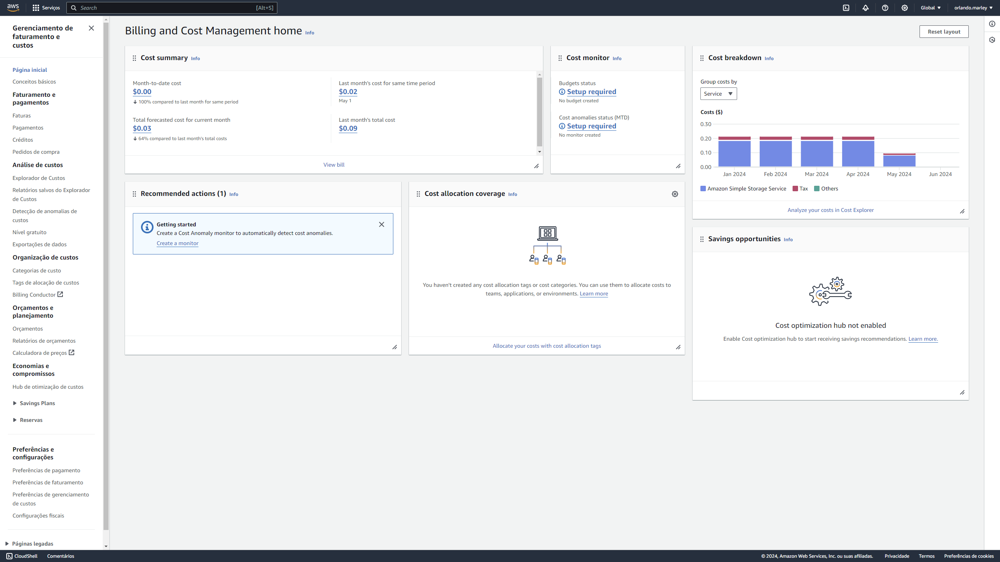 aws
Serviços
Search
[Alt+S]
Global
orlando.marley
Gerenciamento de
faturamento e
custos
Página inicial
Conceitos básicos
Faturamento e
pagamentos
Faturas
Pagamentos
Créditos
Pedidos de compra
Análise de custos
Explorador de Custos
Relatórios salvos do Explorador
de Custos
Detecção de anomalias de
custos
Nível gratuito
Exportações de dados
Organização de custos
Categorias de custo
Tags de alocação de custos
Billing Conductor
Orçamentos e
planejamento
Orçamentos
Relatórios de orçamentos
Calculadora de preços
Economias e
compromissos
Hub de otimização de custos
Savings Plans
Reservas
Preferências e
configurações
Preferências de pagamento
Preferências de faturamento
Preferências de gerenciamento
de custos
Configurações fiscais
Páginas legadas
Billing and Cost Management home Info
Reset layout
Cost summary Info
Month-to-date cost
$0.00
100% compared to last month for same period
Last month's cost for same time period
$0.02
May 1
Total forecasted cost for current month
$0.03
64% compared to last month's total costs
Last month's total cost
$0.09
View bill
Cost monitor Info
Budgets status
Setup required
No budget created
Cost anomalies status (MTD)
Setup required
No monitor created
Cost breakdown Info
Group costs by
Service
Costs ($)
0.30
0.20
0.10
0.00
Jan 2024 Feb 2024 Mar 2024 Apr 2024 May 2024 Jun 2024
Amazon Simple Storage Service Tax Others
Analyze your costs in Cost Explorer
Recommended actions (1) Info
Getting started
Create a Cost Anomaly monitor to automatically detect cost anomalies.
Create a monitor
Cost allocation coverage Info
You haven't created any cost allocation tags or cost categories. You can use them to allocate costs to
teams, applications, or environments. Learn more
Allocate your costs with cost allocation tags
Savings opportunities Info
Cost optimization hub not enabled
Enable Cost optimization hub to start receiving savings recommendations. Learn more.
CloudShell
Comentários
© 2024, Amazon Web Services, Inc. ou suas afiliadas.
Privacidade
Termos
Preferências de cookies